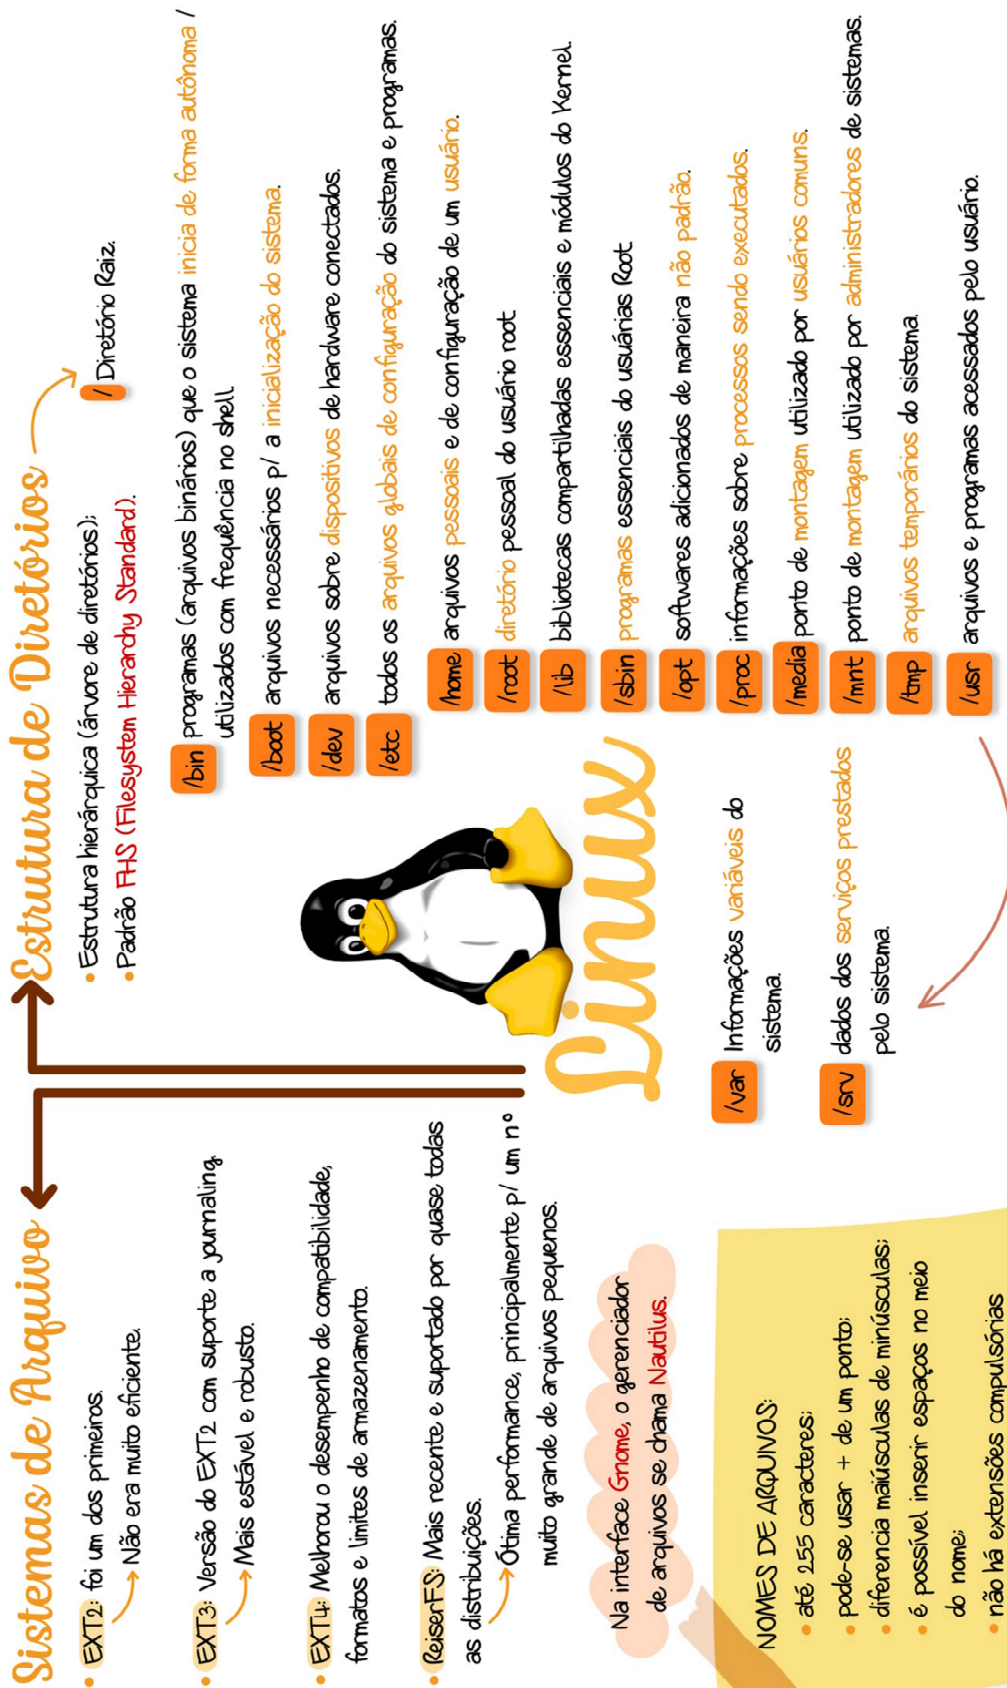 Sistemas de Arquivo
• EXT2: foi um dos primeiros.
Não era muito eficiente.
• EXT3: Versão do EXT2 com suporte a journaling.
Mais estável e robusto.
• EXT4: Melhorou o desempenho de compatibilidade,
formatos e limites de armazenamento.
• ReiserFS: Mais recente e suportado por quase todas
as distribuições.
Ótima performance, principalmente p/ um nº
muito grande de arquivos pequenos.
Na interface Gnome, o gerenciador
de arquivos se chama Nautilus.
NOMES DE ARQUIVOS:
• até 255 caracteres;
• pode-se usar + de um ponto;
• diferencia maiúsculas de minúsculas;
• é possível inserir espaços no meio
do nome;
• não há extensões compulsórias
Linux
Estrutura de Diretórios
• Estrutura hierárquica (árvore de diretórios);
• Padrão FHS (Filesystem Hierarchy Standard).
/ Diretório Raiz.
/bin programas (arquivos binários) que o sistema inicia de forma autônoma /
utilizados com frequência no shell
/boot arquivos necessários p/ a inicialização do sistema.
/dev arquivos sobre dispositivos de hardware conectados.
/etc todos os arquivos globais de configuração do sistema e programas.
/home arquivos pessoais e de configuração de um usuário.
/root diretório pessoal do usuário root
/lib bibliotecas compartilhadas essenciais e módulos do Kernel.
/sbin programas essenciais do usuárias Root
/opt softwares adicionados de maneira não padrão.
/proc informações sobre processos sendo executados.
/media ponto de montagem utilizado por usuários comuns.
/mnt ponto de montagem utilizado por administradores de sistemas.
/tmp arquivos temporários do sistema.
/usr arquivos e programas acessados pelo usuário.
/var Informações variáveis do
sistema.
/srv dados dos serviços prestados
pelo sistema.